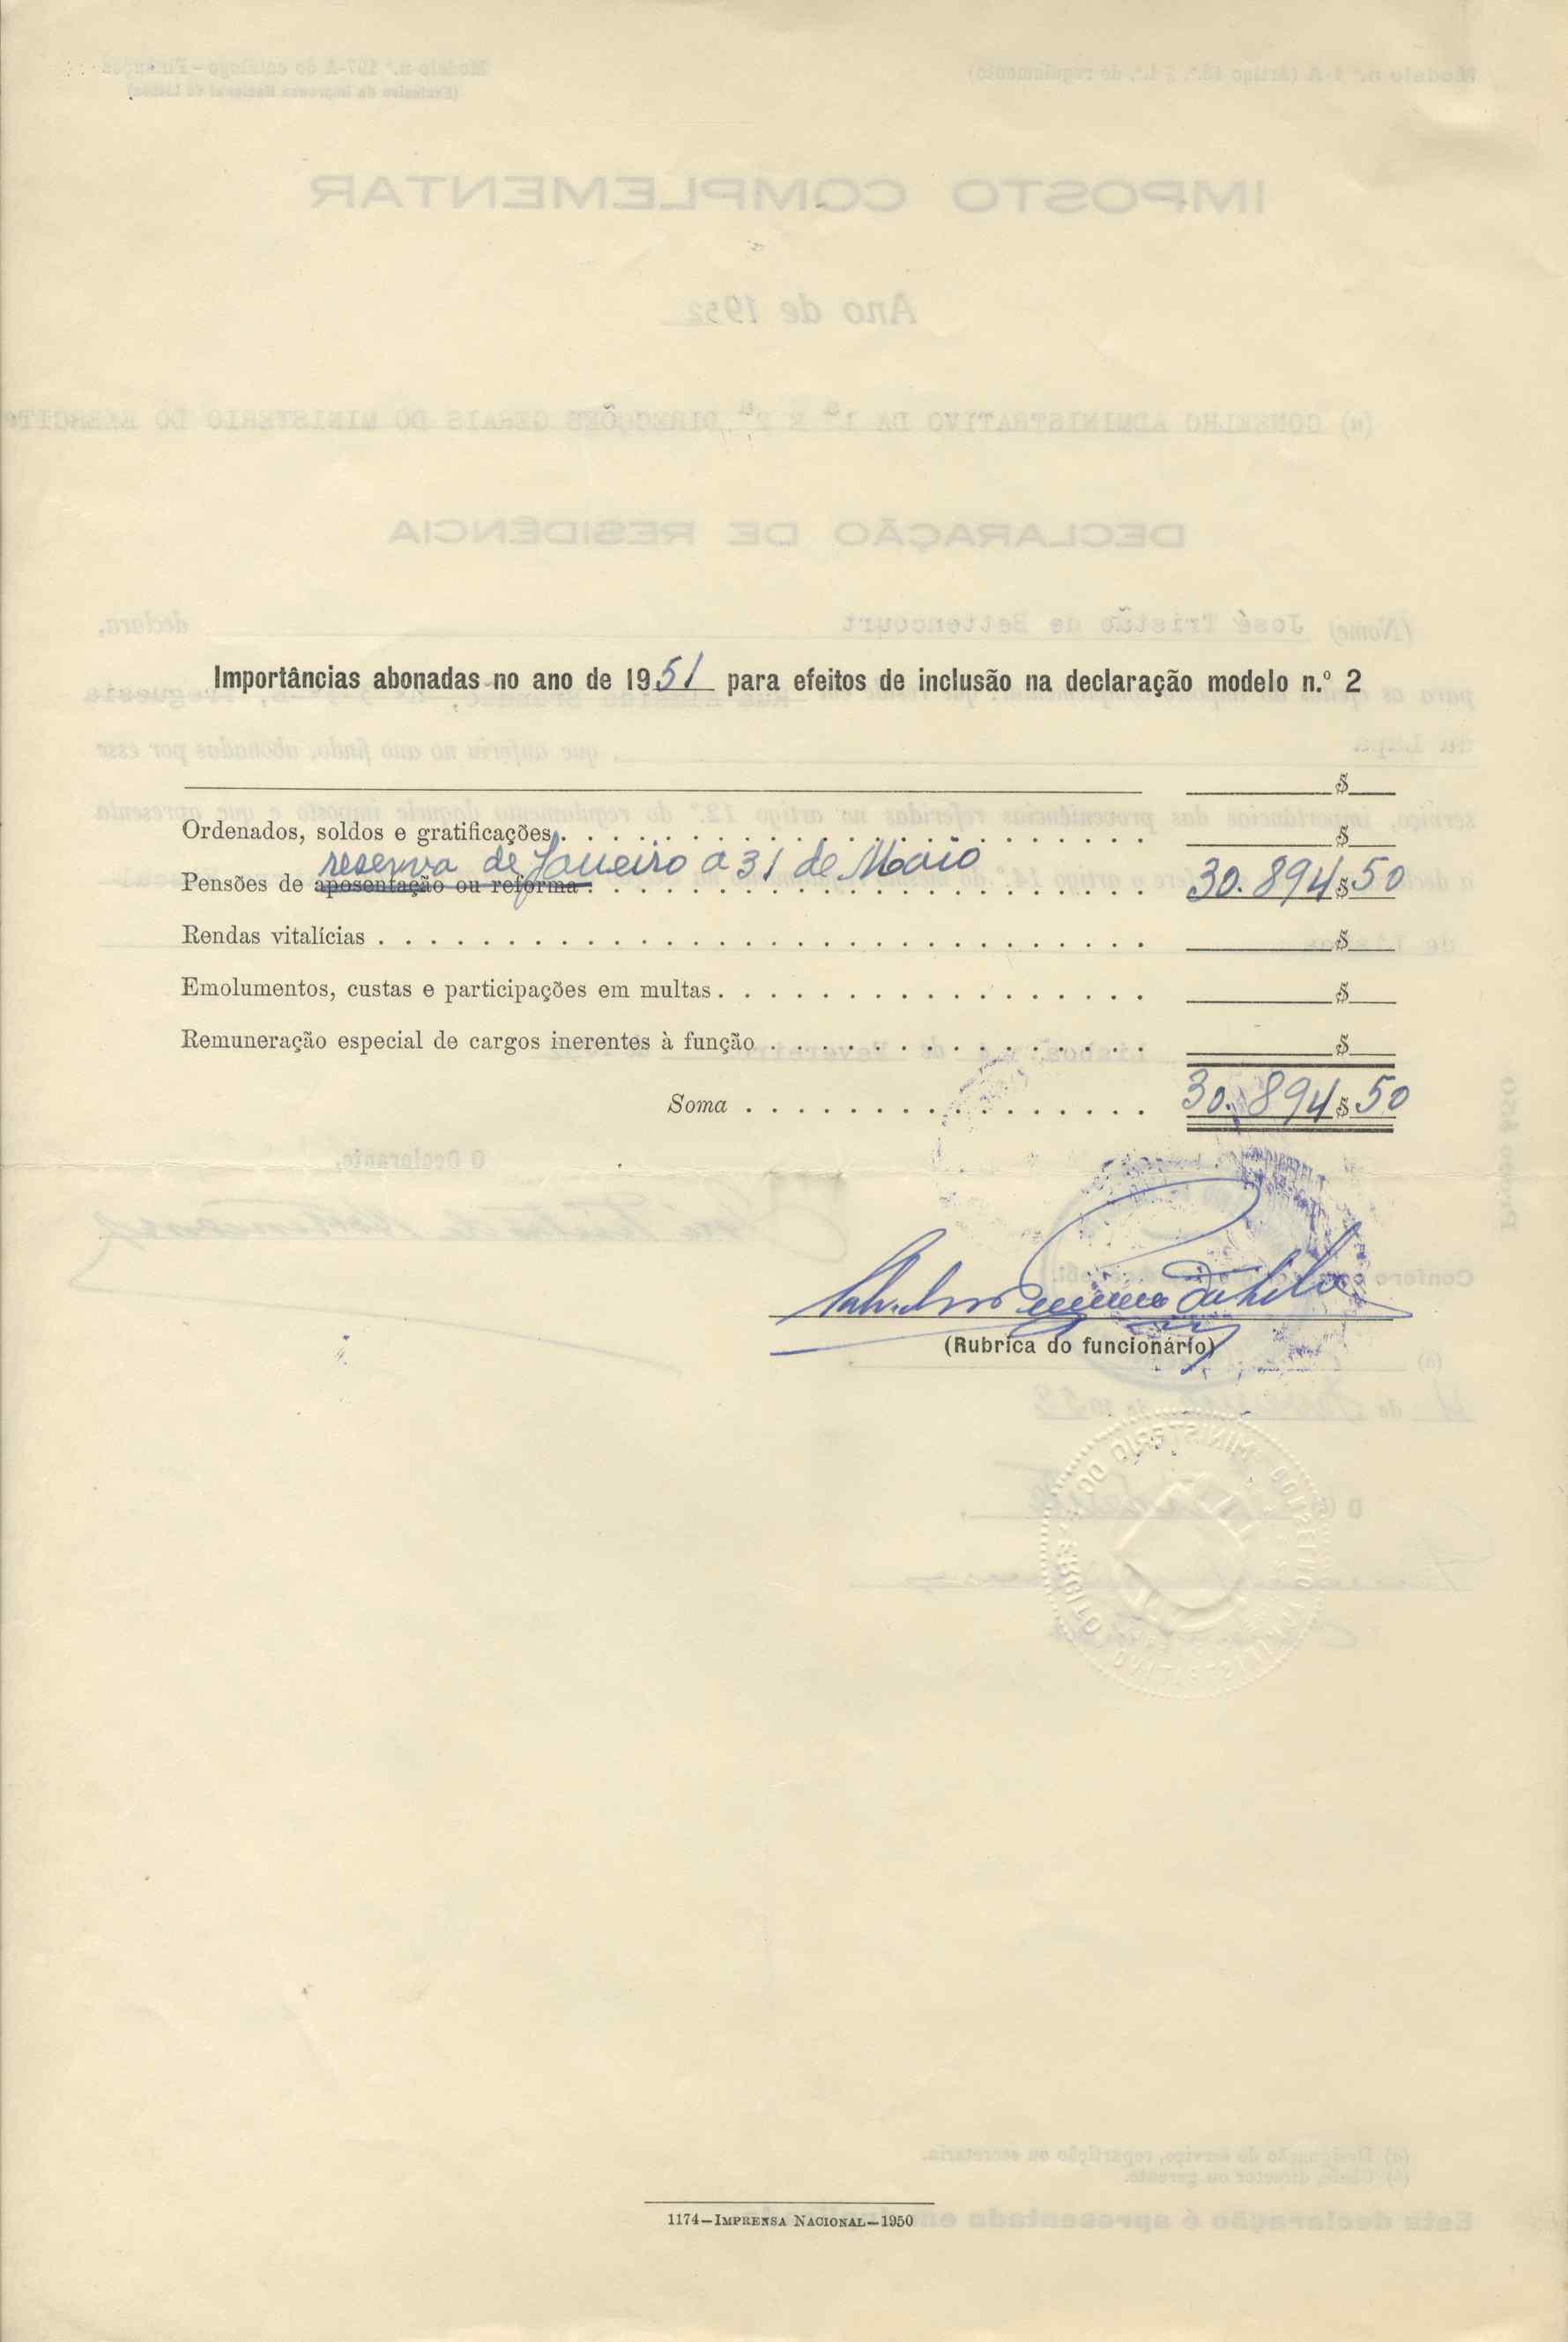 Importâncias abonadas no ano de 1951 para efeitos de inclusão na declaração modelo n.º 2
$
Ordenados, soldos e gratificações. . . . . . . . . . . . . . . . . . . . . . . $
reserva de Janeiro a 31 de Maio
Pensões de aposentação ou reforma . . . . . . . . . . . . . . . . . . . . . . 30.894$50
Rendas vitalícias . . . . . . . . . . . . . . . . . . . . . . . . . . . . . . $
Emolumentos, custas e participações em multas . . . . . . . . . . . . . . . . . $
Remuneração especial de cargos inerentes à função . . . . . . . . . . . . . . . $
Soma . . . . . . . . . . . . . . . . 30.894$50
(Rubrica do funcionário)
1174—Imprensa Nacional—1950